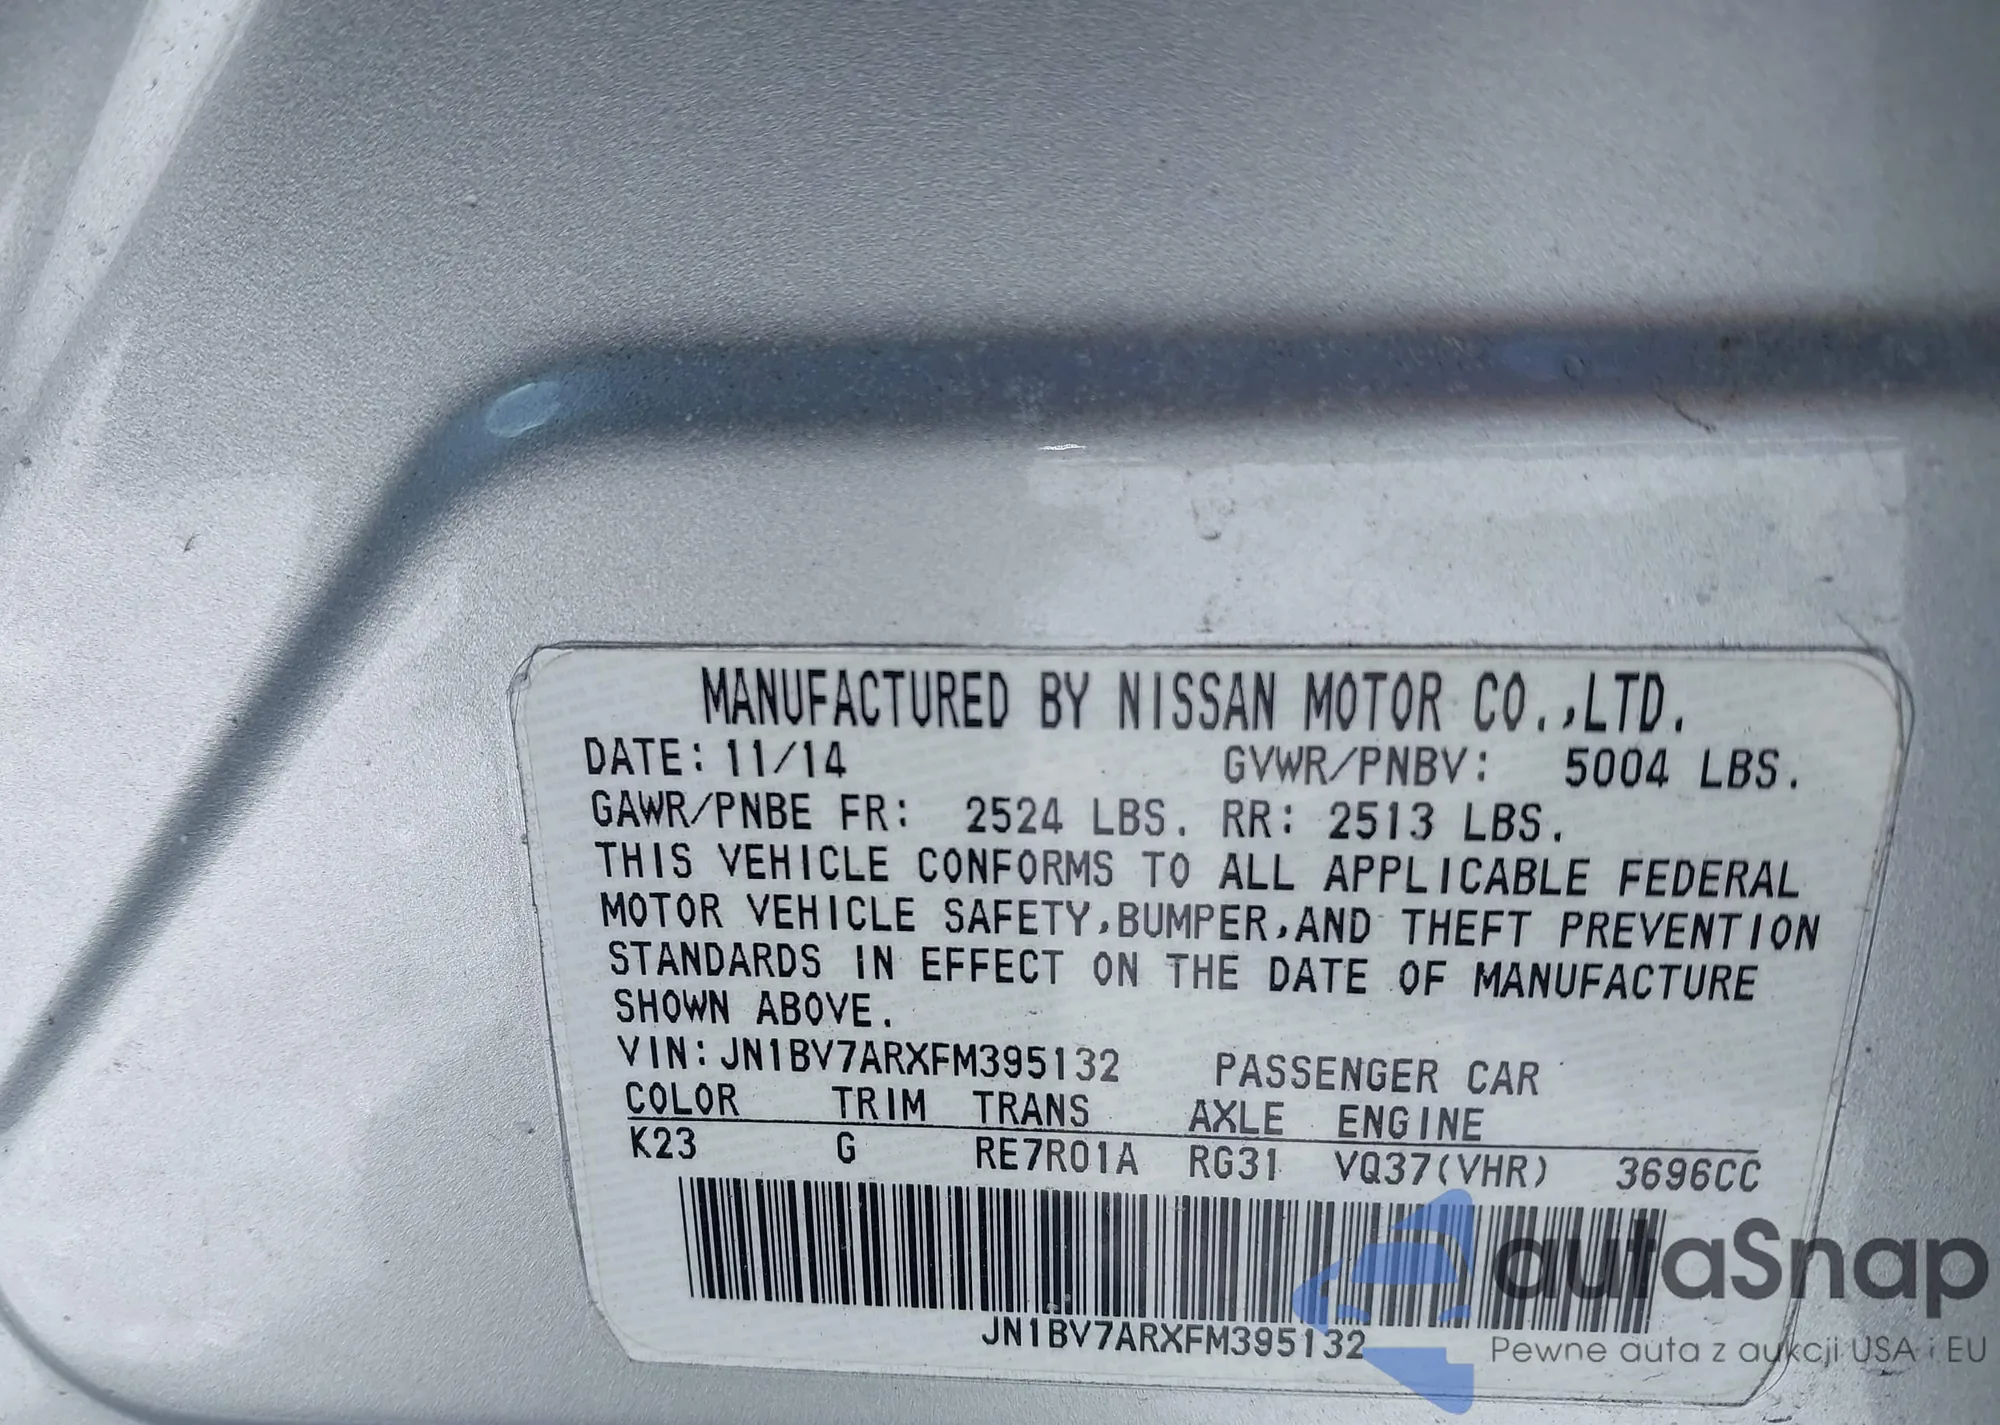 MANUFACTURED BY NISSAN MOTOR CO.,LTD.
DATE: 11/14 GVWR/PNBV: 5004 LBS.
GAWR/PNBE FR: 2524 LBS. RR: 2513 LBS.
THIS VEHICLE CONFORMS TO ALL APPLICABLE FEDERAL
MOTOR VEHICLE SAFETY,BUMPER,AND THEFT PREVENTION
STANDARDS IN EFFECT ON THE DATE OF MANUFACTURE
SHOWN ABOVE.
VIN: JN1BV7ARXFM395132 PASSENGER CAR
COLOR TRIM TRANS AXLE ENGINE
K23 G RE7R01A RG31 VQ37(VHR) 3696CC
JN1BV7ARXFM395132
autaSnap
Pewne auta z aukcji USA i EU